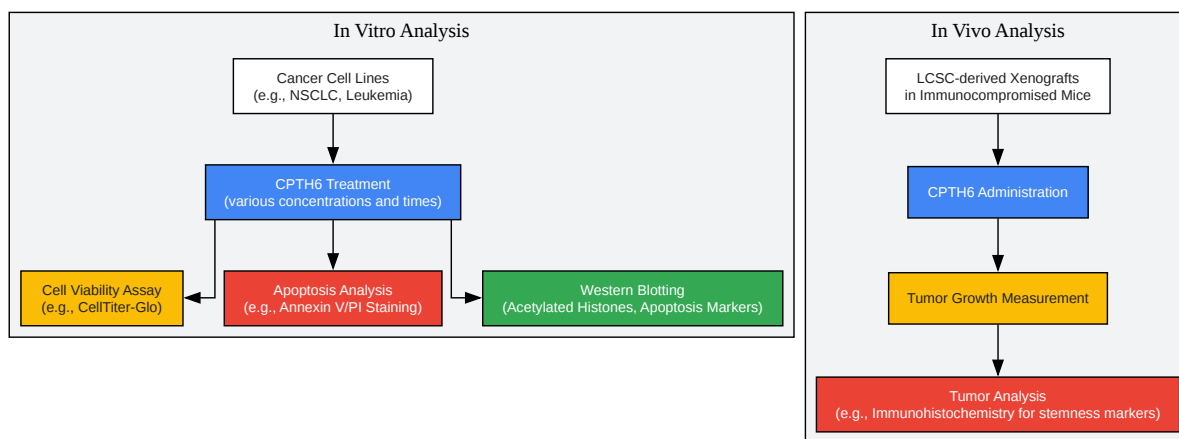 In Vitro Analysis
Cancer Cell Lines
(e.g., NSCLC, Leukemia)
CPTH6 Treatment
(various concentrations and times)
Cell Viability Assay
(e.g., CellTiter-Glo)
Apoptosis Analysis
(e.g., Annexin V/PI Staining)
Western Blotting
(Acetylated Histones, Apoptosis Markers)
In Vivo Analysis
LCSC-derived Xenografts
in Immunocompromised Mice
CPTH6 Administration
Tumor Growth Measurement
Tumor Analysis
(e.g., Immunohistochemistry for stemness markers)